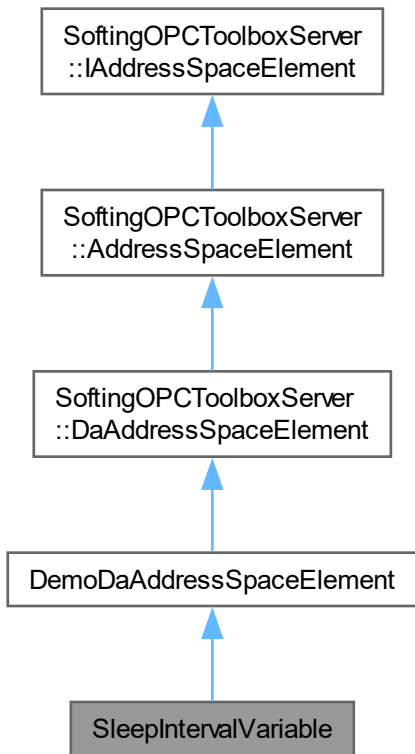 SoftingOPCToolboxServer
::IAddressSpaceElement
SoftingOPCToolboxServer
::AddressSpaceElement
SoftingOPCToolboxServer
::DaAddressSpaceElement
DemoDaAddressSpaceElement
SleepIntervalVariable